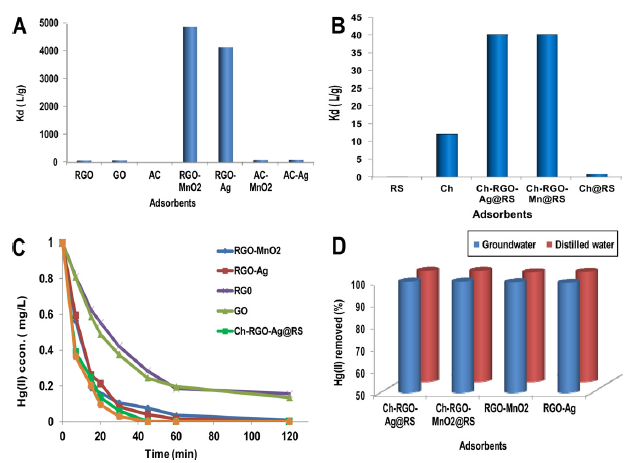 A
Kd ( L/g)
5000
4000
3000
2000
1000
0
RGO
GO
AC
RGO-
MnO2
RGO-
Ag
AC-
MnO2
AC-Ag
Adsorbents
B
Kd (L/g)
45
40
35
30
25
20
15
10
5
0
RS
Ch
Ch-RGO-
Ag@RS
Ch-RGO-
Mn@RS
Ch@RS
Adsorbents
C
Hg(II) ccon. ( mg/L)
1
0.8
0.6
0.4
0.2
0
0
20
40
60
80
100
120
Time (min)
RGO-MnO2
RGO-Ag
RG0
GO
Ch-RGO-Ag@RS
D
Groundwater
Distilled water
Hg(II) removed (%)
100
90
80
70
60
50
Ch-RGO-
Ag@RS
Ch-RGO-
MnO2@RS
RGO-MnO2
RGO-Ag
Adsorbents